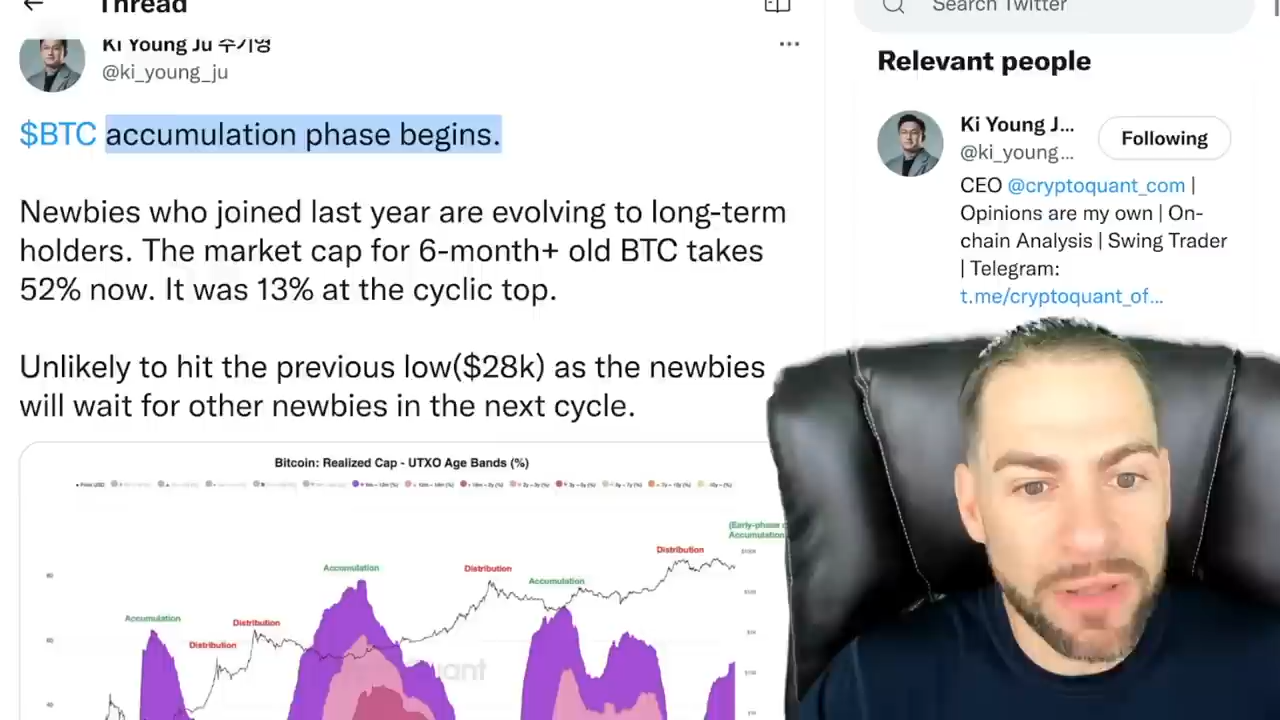 Thread
Search Twitter
Ki Young Ju 주기영
@ki_young_ju
$BTC accumulation phase begins.
Newbies who joined last year are evolving to long-term
holders. The market cap for 6-month+ old BTC takes
52% now. It was 13% at the cyclic top.
Unlikely to hit the previous low($28k) as the newbies
will wait for other newbies in the next cycle.
Bitcoin: Realized Cap - UTXO Age Bands (%)
(Early-phase
Accumulation
Distribution
Accumulation
Distribution
Accumulation
Accumulation
Distribution
Distribution
Relevant people
Ki Young J...
@ki_young...
Following
CEO @cryptoquant_com |
Opinions are my own | On-
chain Analysis | Swing Trader
| Telegram:
t.me/cryptoquant_of...